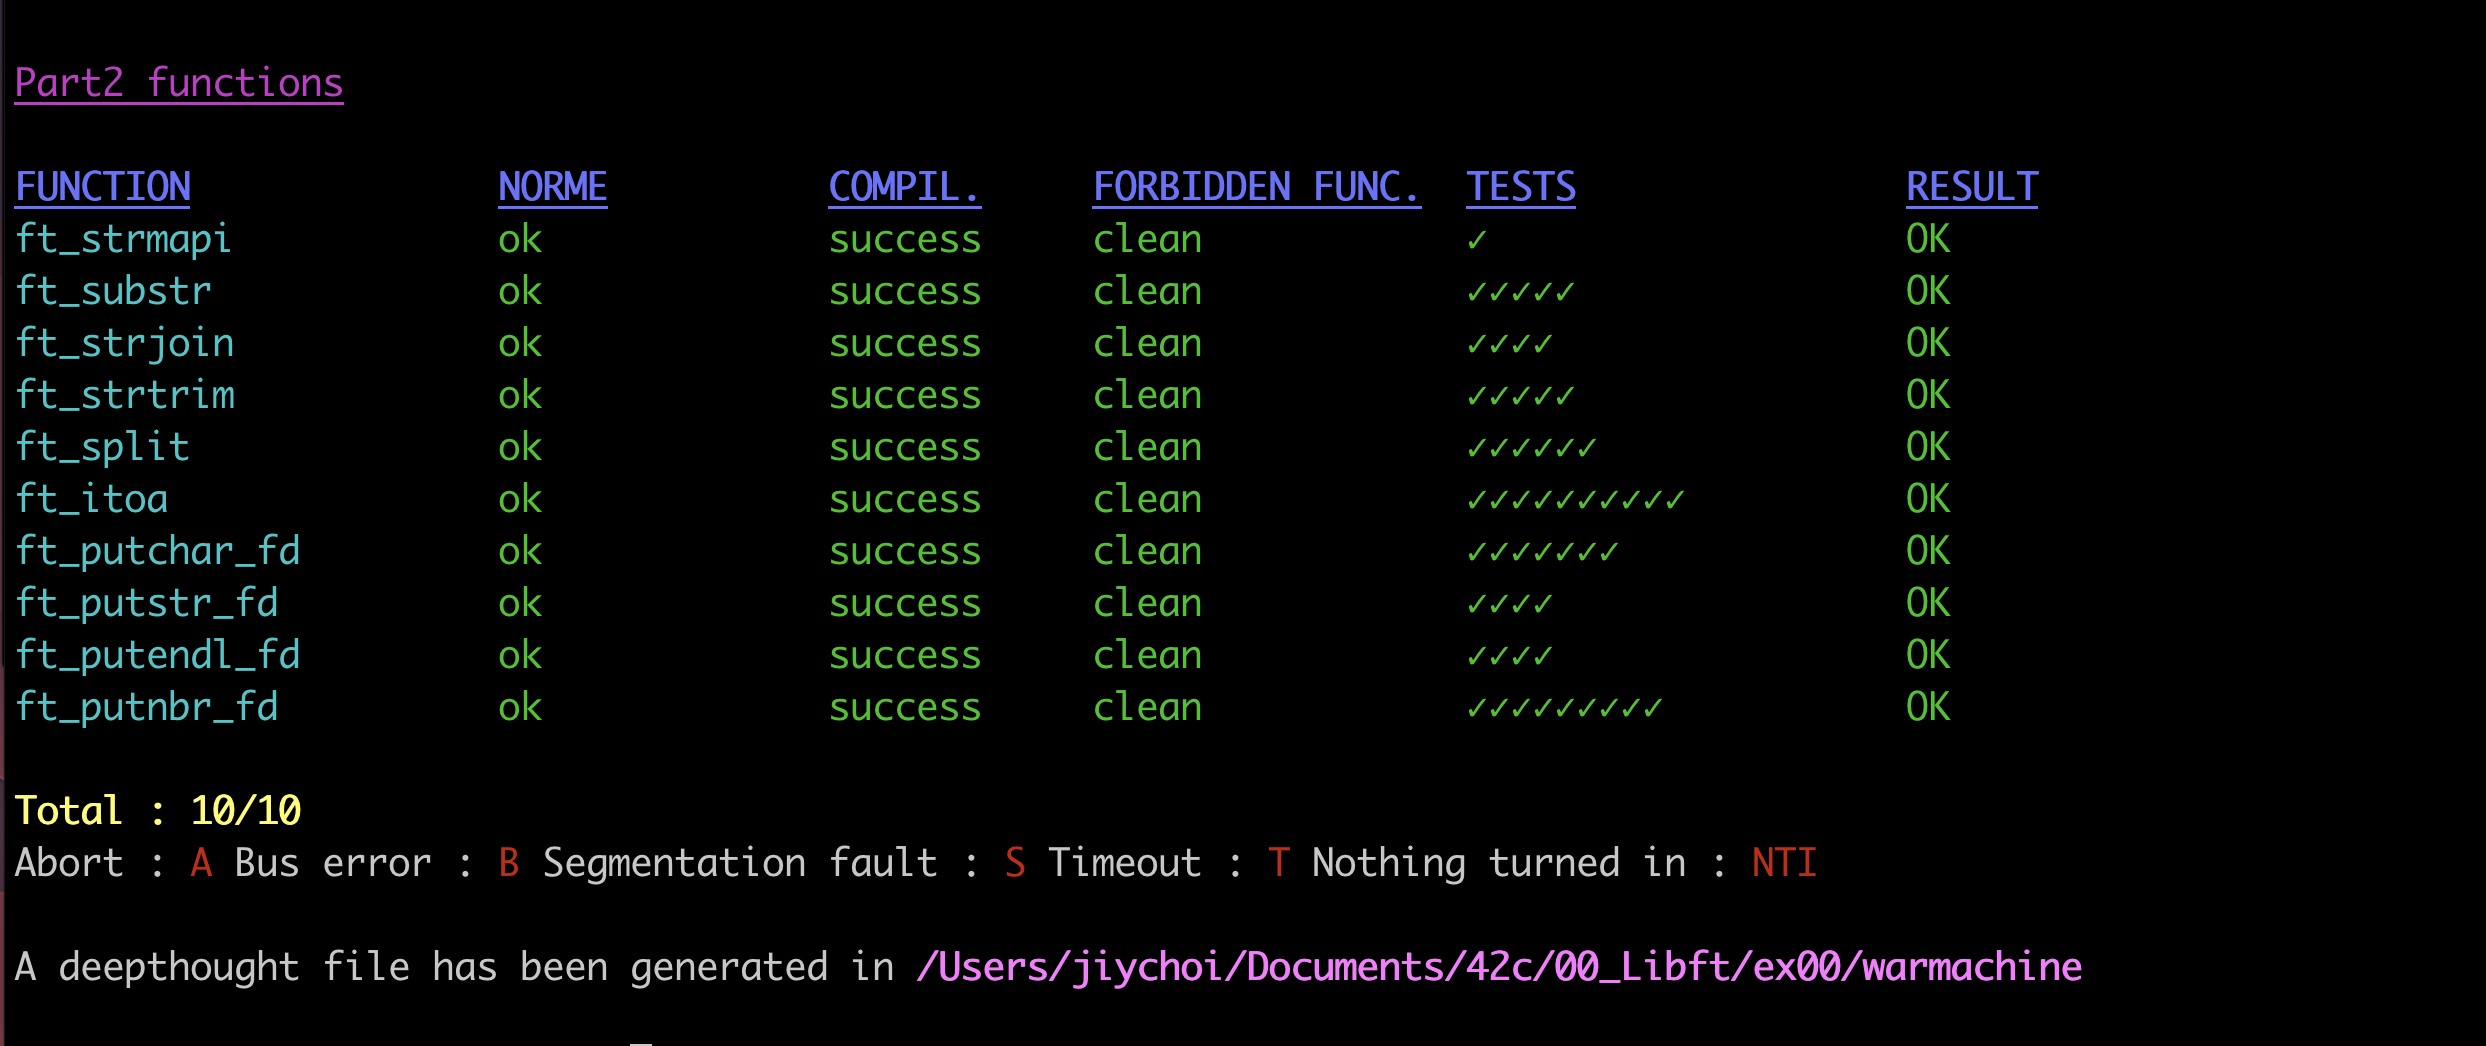 Part2 functions
FUNCTION NORME COMPIL. FORBIDDEN FUNC. TESTS RESULT
ft_strmapi ok success clean ✓ OK
ft_substr ok success clean ✓✓✓✓✓ OK
ft_strjoin ok success clean ✓✓✓✓ OK
ft_strtrim ok success clean ✓✓✓✓✓ OK
ft_split ok success clean ✓✓✓✓✓✓ OK
ft_itoa ok success clean ✓✓✓✓✓✓✓✓✓✓ OK
ft_putchar_fd ok success clean ✓✓✓✓✓✓✓ OK
ft_putstr_fd ok success clean ✓✓✓✓ OK
ft_putendl_fd ok success clean ✓✓✓✓ OK
ft_putnbr_fd ok success clean ✓✓✓✓✓✓✓✓✓ OK
Total : 10/10
Abort : A Bus error : B Segmentation fault : S Timeout : T Nothing turned in : NTI
A deepthought file has been generated in /Users/jiychoi/Documents/42c/00_Libft/ex00/warmachine